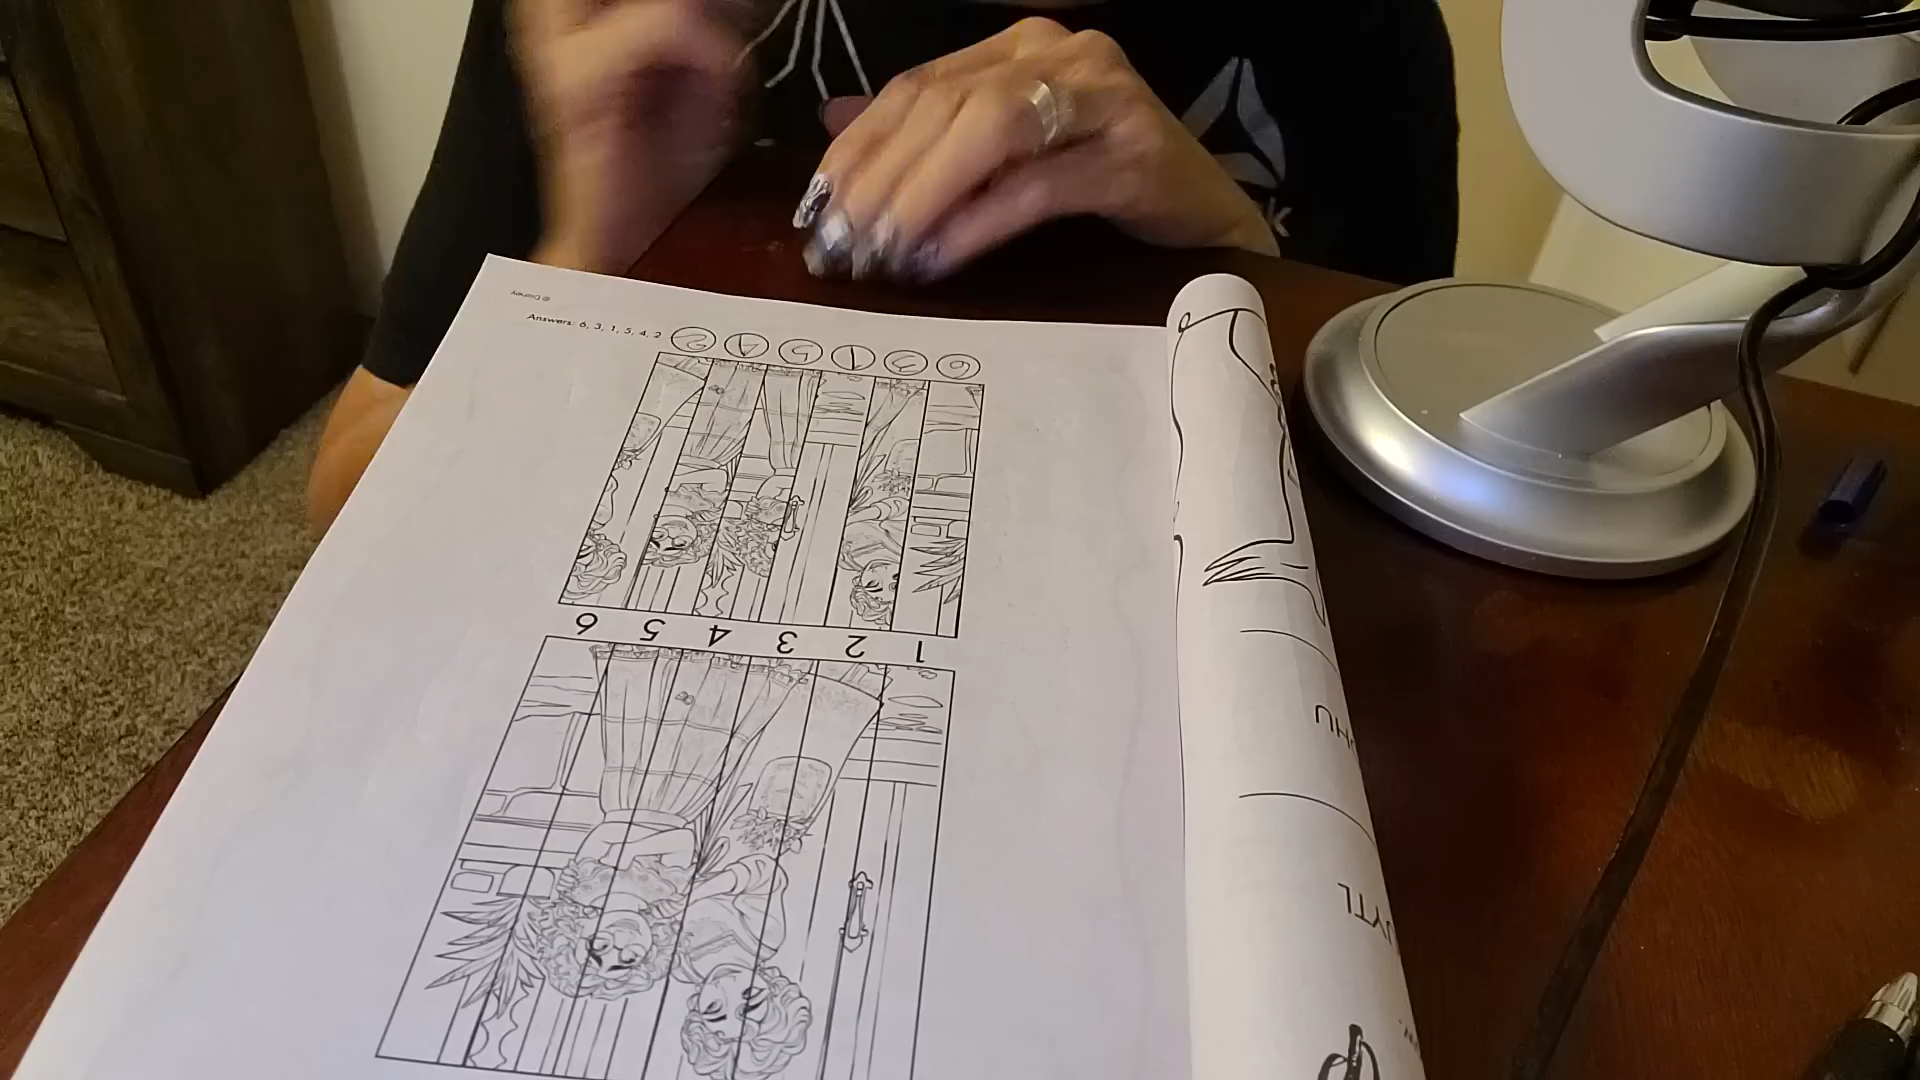 1 2 3 4 5 6
6 3 1 5 4 2
Answers: 6, 3, 1, 5, 4, 2
© Disney